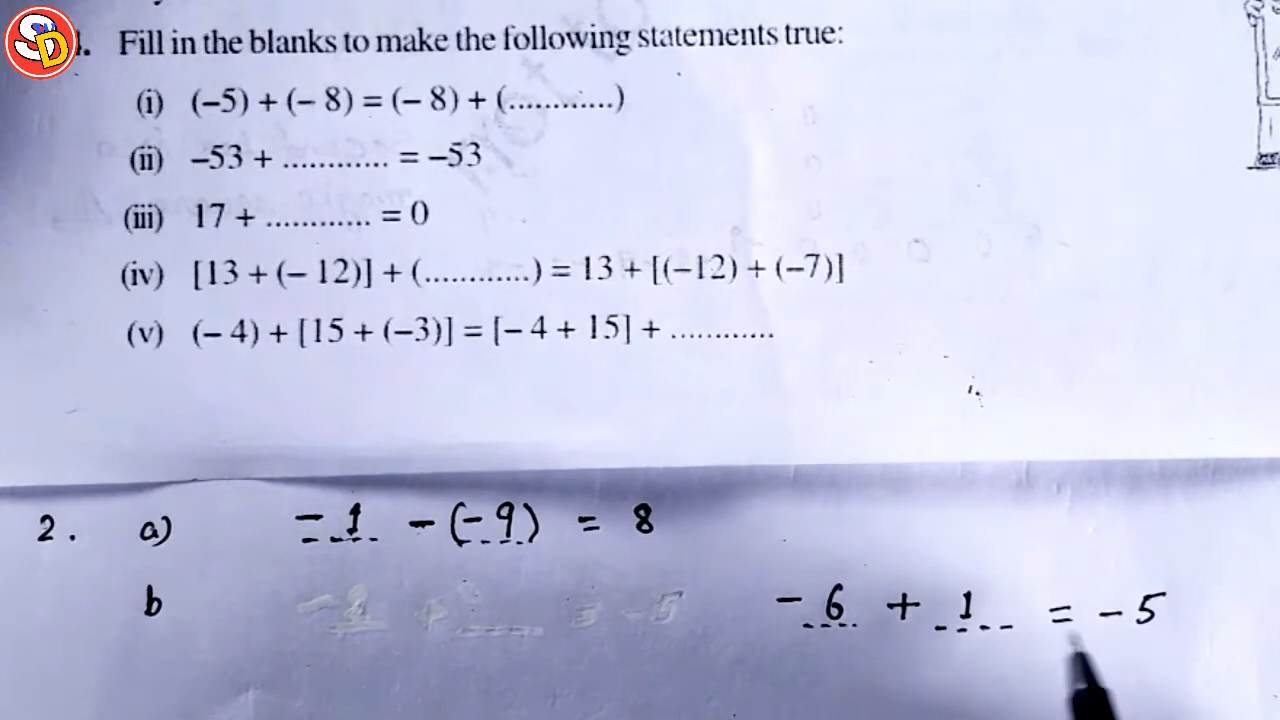 SD
. Fill in the blanks to make the following statements true:
(i) (–5) + (– 8) = (– 8) + (............)
(ii) –53 + ............ = –53
(iii) 17 + ............ = 0
(iv) [13 + (– 12)] + (............) = 13 + [(–12) + (–7)]
(v) (– 4) + [15 + (–3)] = [– 4 + 15] + ............
2. a) - 1 - (- 9) = 8
b - 6 + 1 = - 5